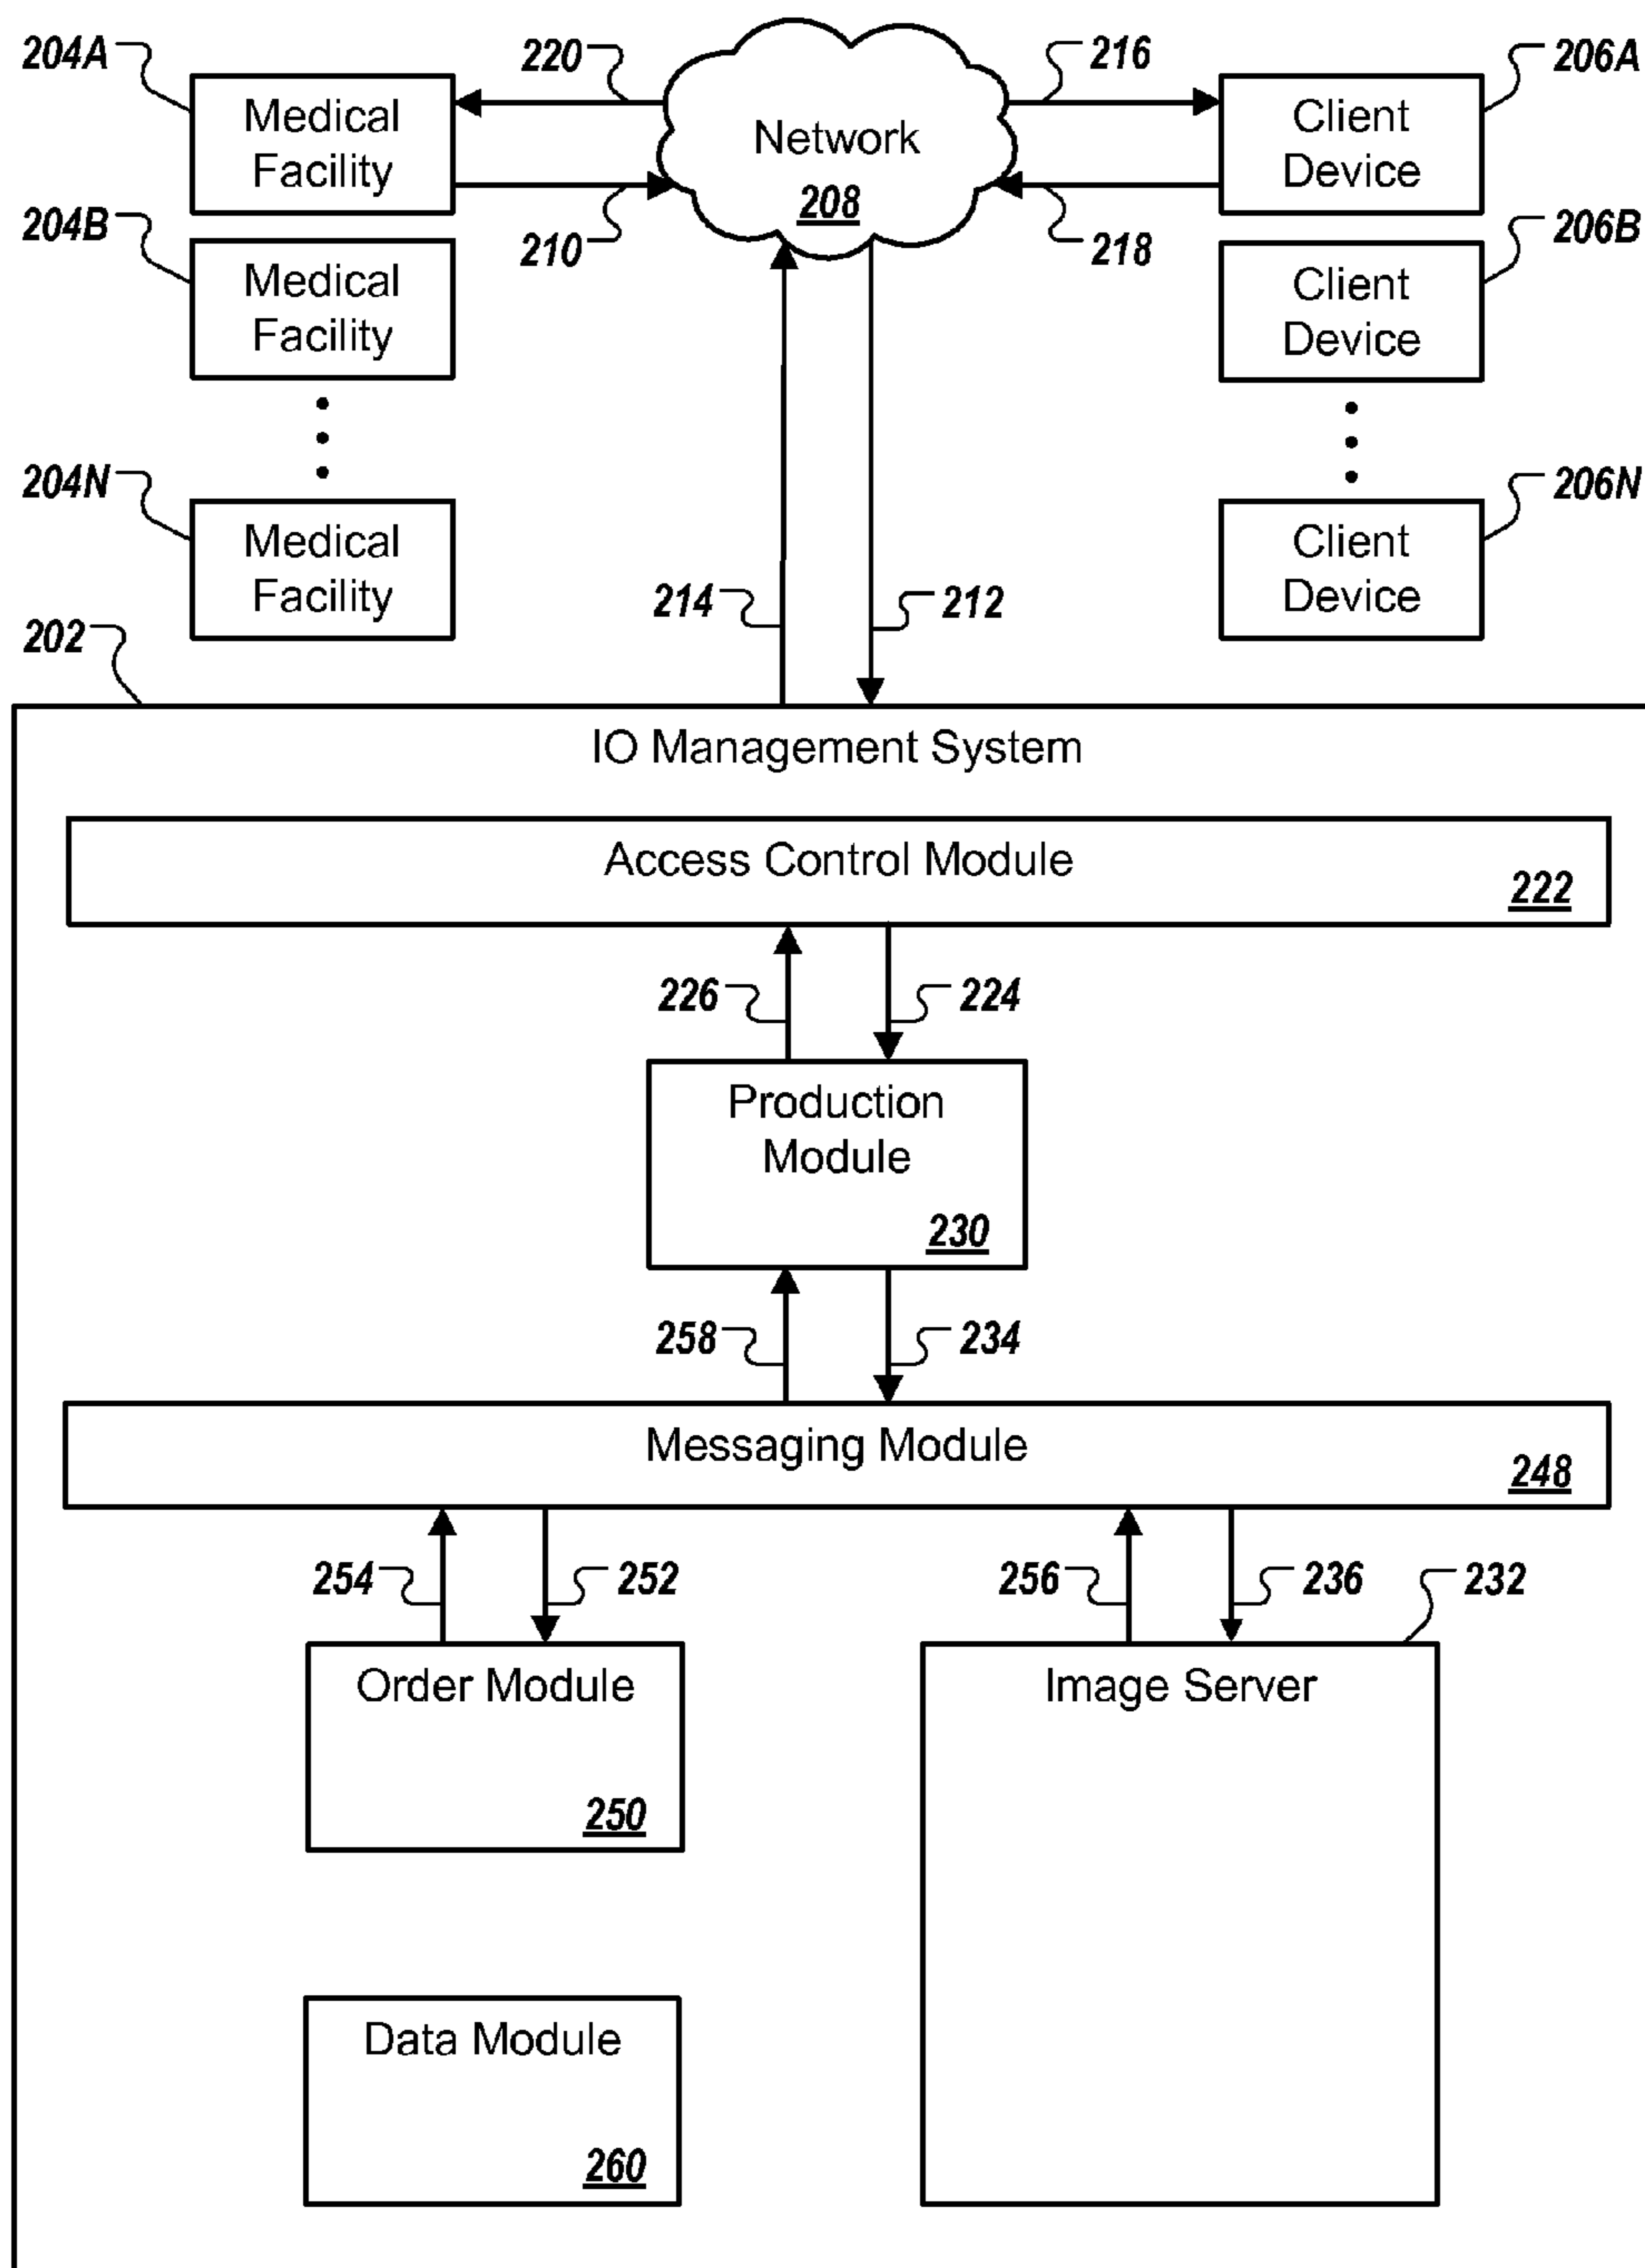 204A
220
216
206A
Medical
Facility
Network
208
Client
Device
204B
210
218
206B
Medical
Facility
Client
Device
204N
206N
Medical
Facility
Client
Device
214
212
202
IO Management System
Access Control Module
222
226
224
Production
Module
230
258
234
Messaging Module
248
254
252
256
236
232
Order Module
250
Image Server
Data Module
260